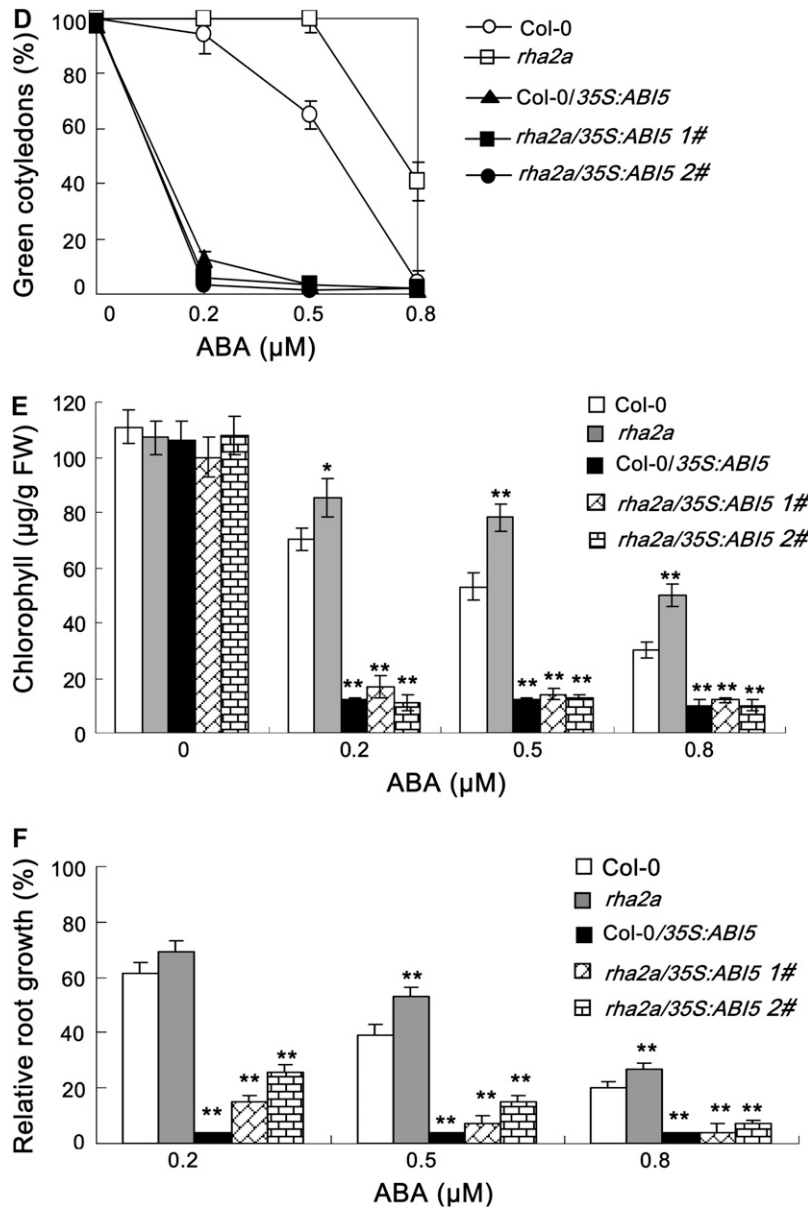 D
Green cotyledons (%)
100
80
60
40
20
0
0 0.2 0.5 0.8
ABA (µM)
Col-0
rha2a
Col-0/35S:ABI5
rha2a/35S:ABI5 1#
rha2a/35S:ABI5 2#
E
Chlorophyll (µg/g FW)
120
100
80
60
40
20
0
* ** ** ** **
** ** ** **
** ** ** **
0 0.2 0.5 0.8
ABA (µM)
Col-0
rha2a
Col-0/35S:ABI5
rha2a/35S:ABI5 1#
rha2a/35S:ABI5 2#
F
Relative root growth (%)
100
80
60
40
20
0
** ** **
** ** ** **
** ** ** **
0.2 0.5 0.8
ABA (µM)
Col-0
rha2a
Col-0/35S:ABI5
rha2a/35S:ABI5 1#
rha2a/35S:ABI5 2#